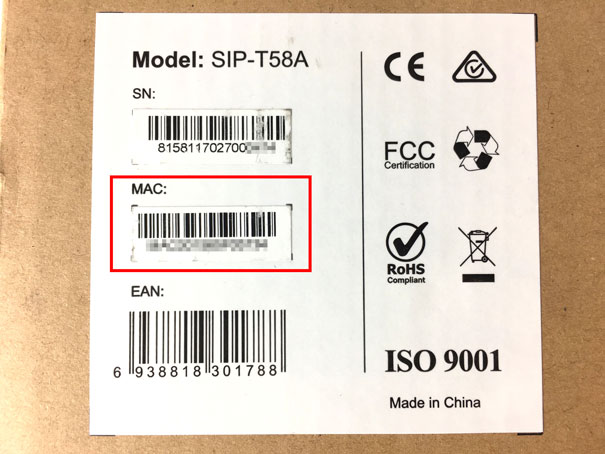 Model: SIP-T58A
SN:
815811702700
MAC:
EAN:
6 938818 301788
CE
FCC
Certification
RoHS
Compliant
ISO 9001
Made in China